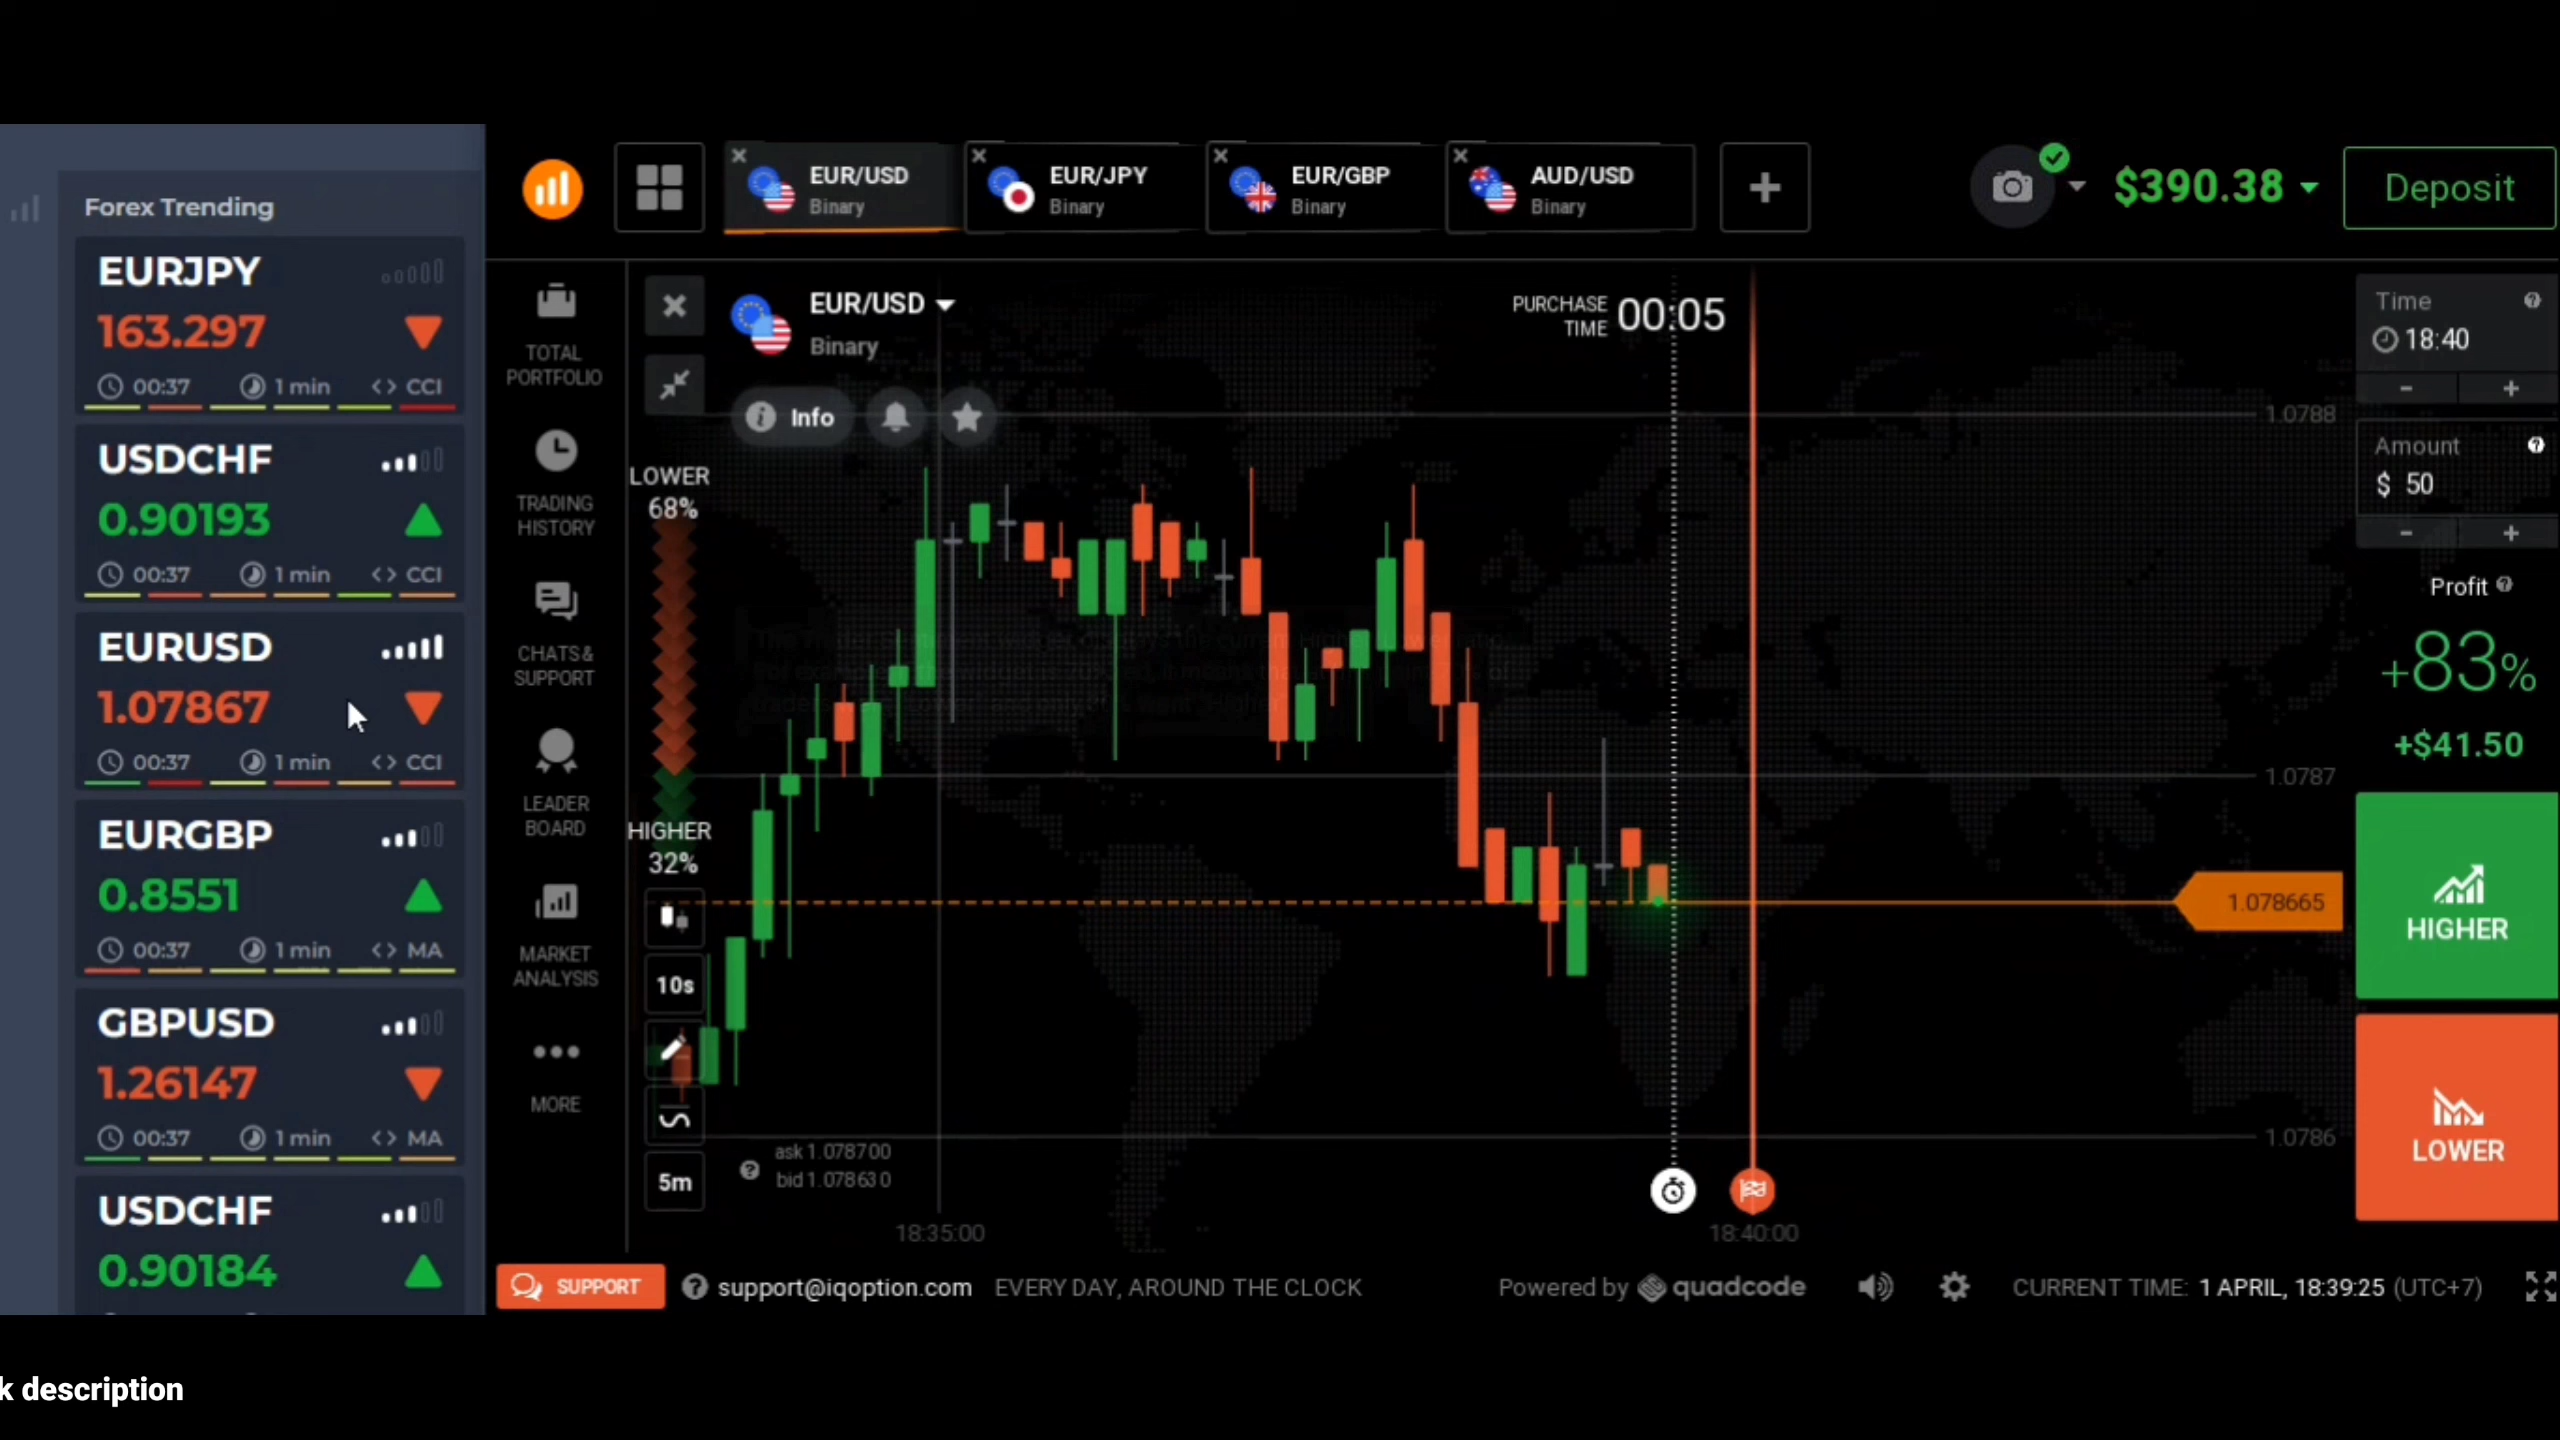 Forex Trending
EURJPY
163.297
00:37 1 min <> CCI
USDCHF
0.90193
00:37 1 min <> CCI
EURUSD
1.07867
00:37 1 min <> CCI
EURGBP
0.8551
00:37 1 min <> MA
GBPUSD
1.26147
00:37 1 min <> MA
USDCHF
0.90184
EUR/USD
Binary
EUR/JPY
Binary
EUR/GBP
Binary
AUD/USD
Binary
+
$390.38
Deposit
TOTAL
PORTFOLIO
TRADING
HISTORY
CHATS &
SUPPORT
LEADER
BOARD
MARKET
ANALYSIS
MORE
EUR/USD
Binary
Info
PURCHASE
TIME
00:05
LOWER
68%
HIGHER
32%
10s
5m
ask 1.078700
bid 1.078630
18:35:00
18:40:00
1.0788
1.0787
1.078665
1.0786
Time
18:40
- +
Amount
$ 50
- +
Profit
+83%
+$41.50
HIGHER
LOWER
SUPPORT
support@iqoption.com EVERY DAY, AROUND THE CLOCK
Powered by quadcode
CURRENT TIME: 1 APRIL, 18:39:25 (UTC+7)
k description